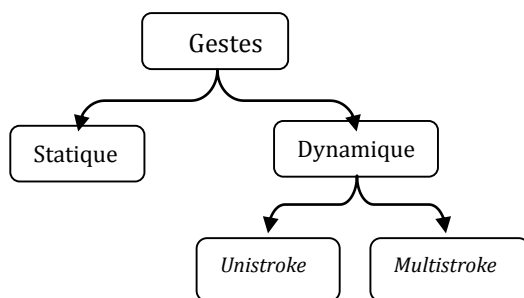 Gestes
Statique
Dynamique
Unistroke
Multistroke